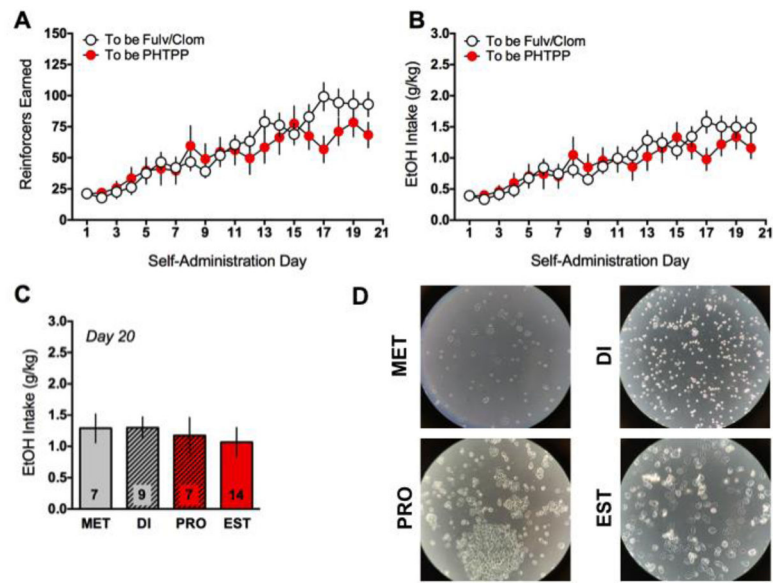 A
150
125
100
75
50
25
0
Reinforcers Earned
To be Fulv/Clom
To be PHTPP
1 3 5 7 9 11 13 15 17 19 21
Self-Administration Day
B
3.0
2.5
2.0
1.5
1.0
0.5
0.0
EtOH Intake (g/kg)
To be Fulv/Clom
To be PHTPP
1 3 5 7 9 11 13 15 17 19 21
Self-Administration Day
C
3.0
2.5
2.0
1.5
1.0
0.5
0.0
EtOH Intake (g/kg)
Day 20
7 9 7 14
MET DI PRO EST
D
MET
DI
PRO
EST